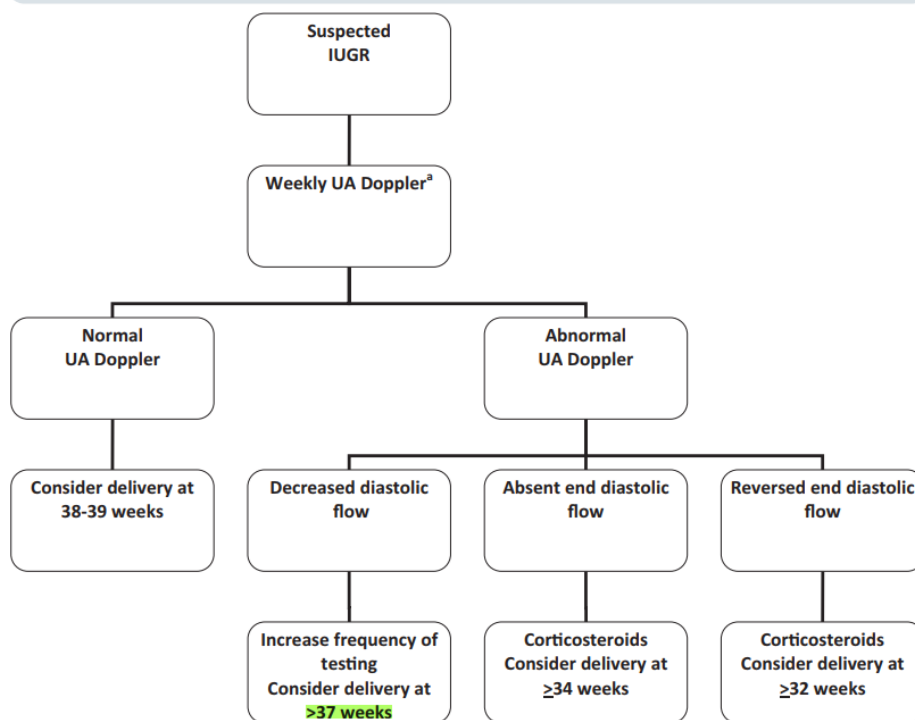 Suspected
IUGR
Weekly UA Dopplerª
Normal
UA Doppler
Abnormal
UA Doppler
Consider delivery at
38-39 weeks
Decreased diastolic
flow
Absent end diastolic
flow
Reversed end diastolic
flow
Increase frequency of
testing
Consider delivery at
>37 weeks
Corticosteroids
Consider delivery at
≥34 weeks
Corticosteroids
Consider delivery at
≥32 weeks